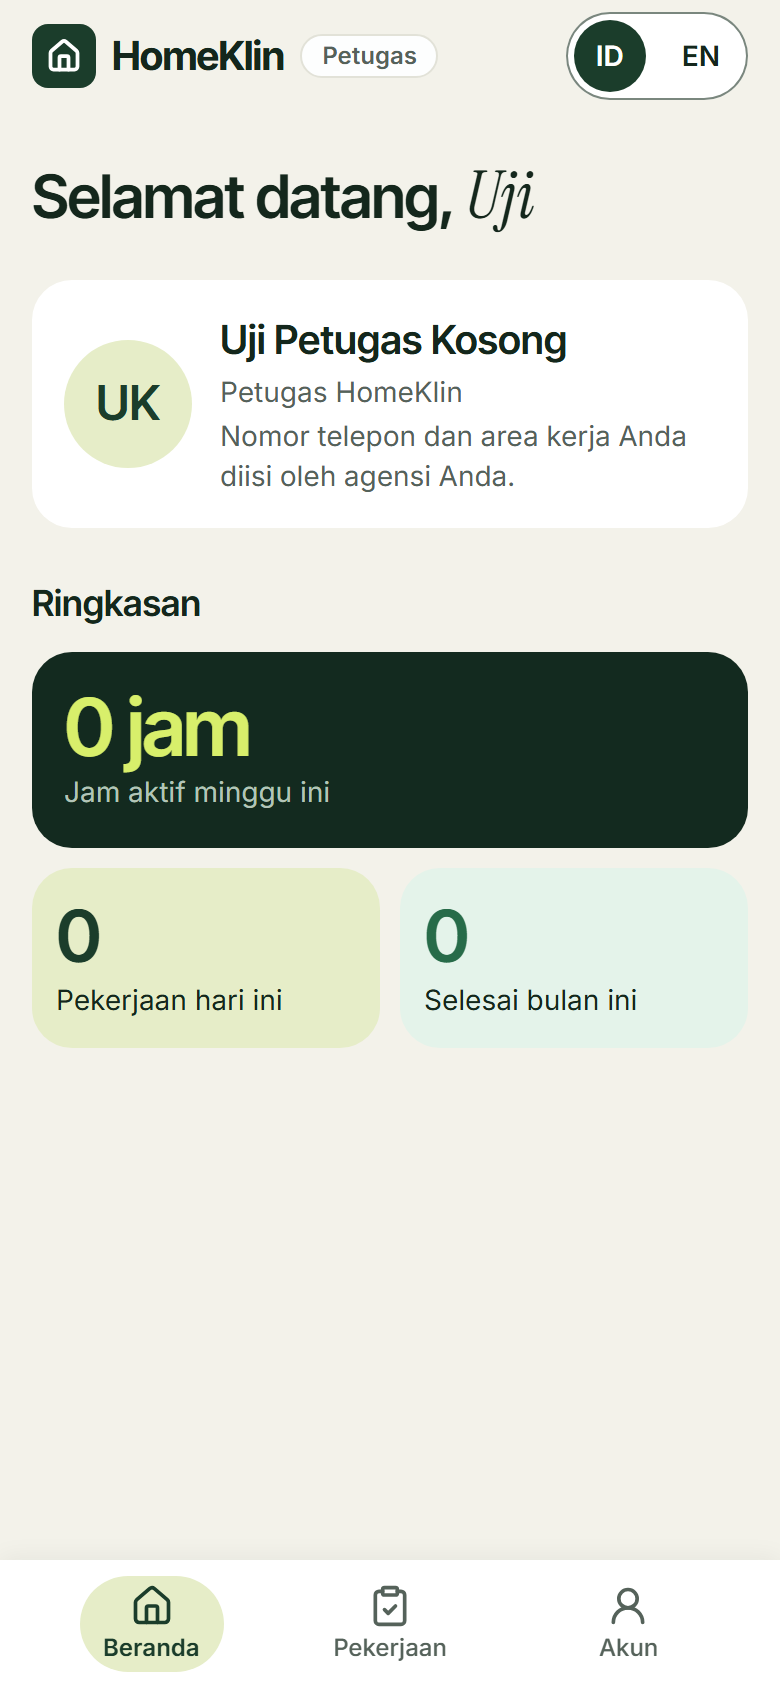 HomeKlin
Petugas
ID
EN
Selamat datang, Uji
UK
Uji Petugas Kosong
Petugas HomeKlin
Nomor telepon dan area kerja Anda
diisi oleh agensi Anda.
Ringkasan
0 jam
Jam aktif minggu ini
0
Pekerjaan hari ini
0
Selesai bulan ini
Beranda
Pekerjaan
Akun